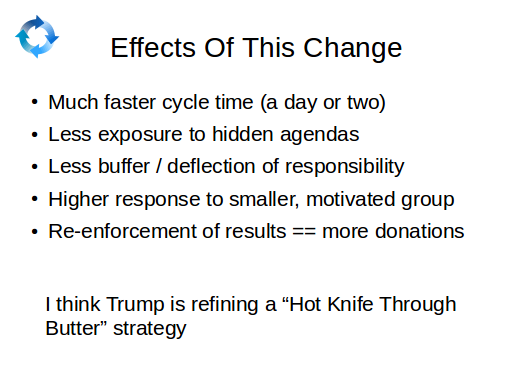 Effects Of This Change
• Much faster cycle time (a day or two)
• Less exposure to hidden agendas
• Less buffer / deflection of responsibility
• Higher response to smaller, motivated group
• Re-enforcement of results == more donations
I think Trump is refining a “Hot Knife Through
Butter” strategy